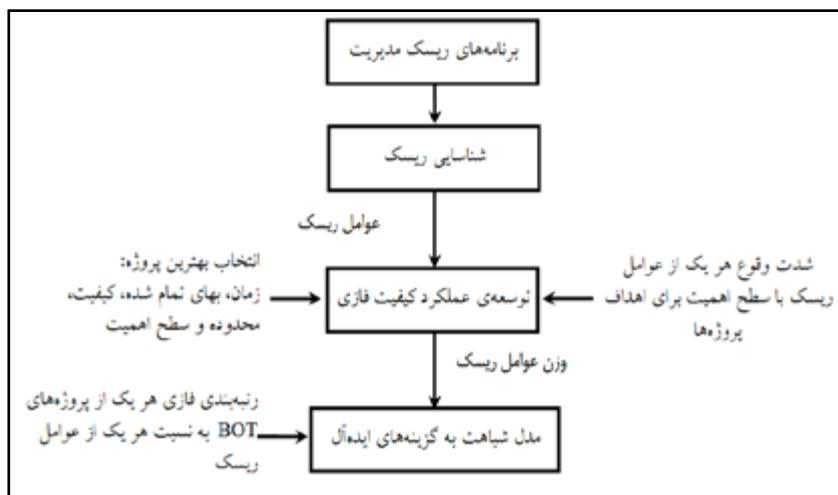 برنامه‌های ریسک مدیریت
شناسایی ریسک
عوامل ریسک
انتخاب بهترین پروژه:
زمان، بهای تمام شده، کیفیت،
محدوده و سطح اهمیت
توسعه‌ی عملکرد کیفیت فازی
شدت وقوع هر یک از عوامل
ریسک با سطح اهمیت برای اهداف
پروژه‌ها
وزن عوامل ریسک
رتبه‌بندی فازی هر یک از پروژه‌های
BOT به نسبت هر یک از عوامل
ریسک
مدل شباهت به گزینه‌های ایده‌آل